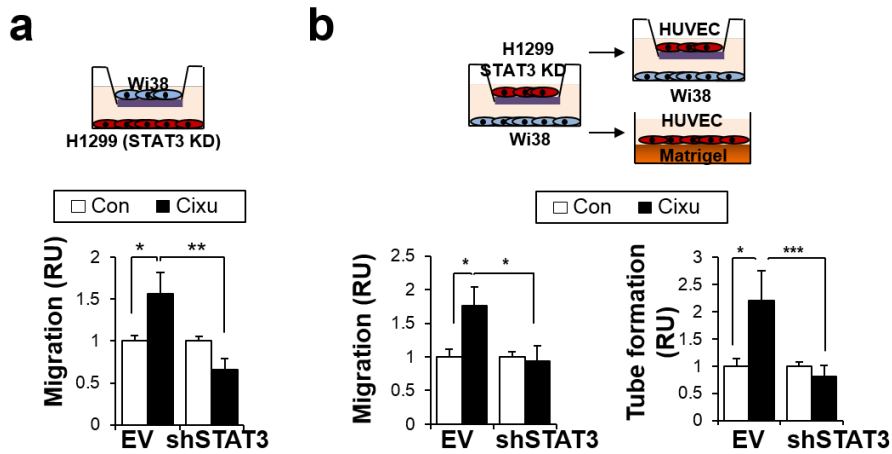 a
Wi38
H1299 (STAT3 KD)
Con Cixu
Migration (RU)
2
1.5
1
0.5
0
* **
EV shSTAT3
b
H1299
STAT3 KD
Wi38
HUVEC
Wi38
HUVEC
Matrigel
Con Cixu
Migration (RU)
2.5
2
1.5
1
0.5
0
* *
EV shSTAT3
Tube formation
(RU)
3
2.5
2
1.5
1
0.5
0
* ***
EV shSTAT3